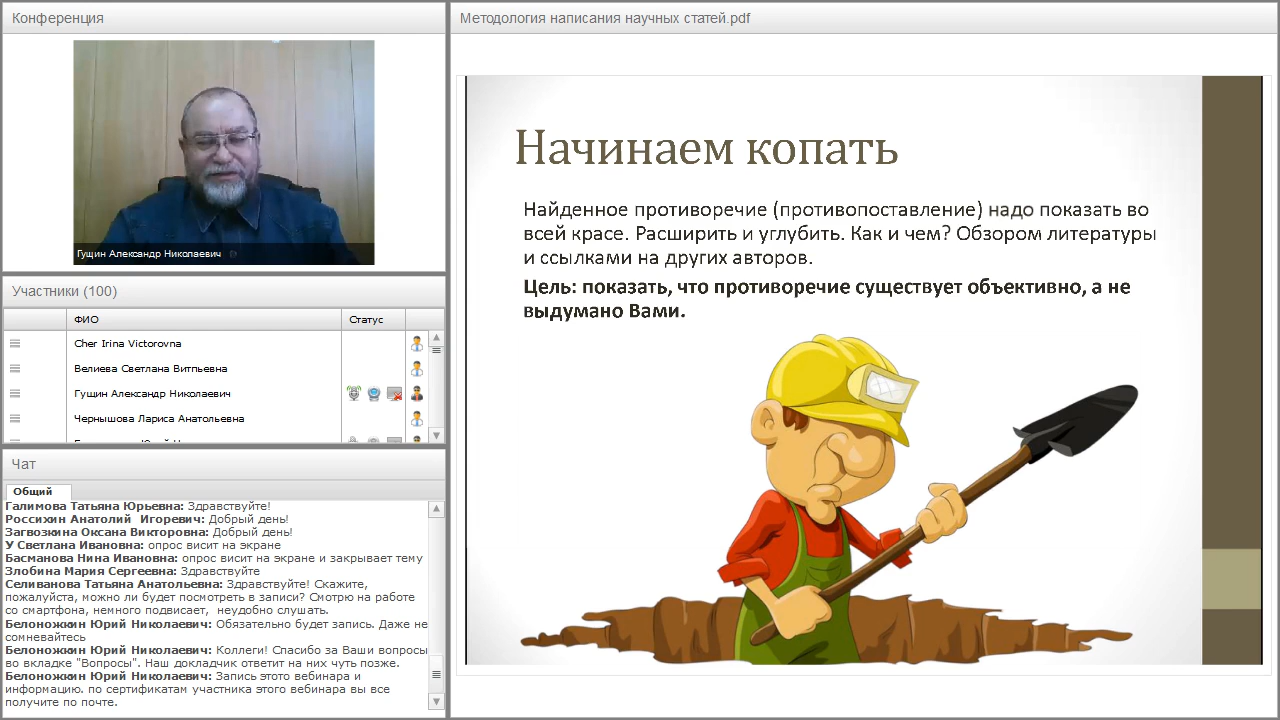 Конференция
Гущин Александр Николаевич
Участники (100)
ФИО
Статус
Cher Irina Victorovna
Велиева Светлана Витпьевна
Гущин Александр Николаевич
Чернышова Лариса Анатольевна
Чат
Общий
Галимова Татьяна Юрьевна: Здравствуйте!
Россихин Анатолий Игоревич: Добрый день!
Загвозкина Оксана Викторовна: Добрый день!
У Светлана Ивановна: опрос висит на экране
Басманова Нина Ивановна: опрос висит на экране и закрывает тему
Злобина Мария Сергеевна: Здравствуйте
Селиванова Татьяна Анатольевна: Здравствуйте! Скажите,
пожалуйста, можно ли будет посмотреть в записи? Смотрю на работе
со смартфона, немного подвисает, неудобно слушать.
Белоножкин Юрий Николаевич: Обязательно будет запись. Даже не
сомневайтесь
Белоножкин Юрий Николаевич: Коллеги! Спасибо за Ваши вопросы
во вкладке "Вопросы". Наш докладчик ответит на них чуть позже.
Белоножкин Юрий Николаевич: Запись этото вебинара и
информацию. по сертификатам участника этого вебинара вы все
получите по почте.
Методология написания научных статей.pdf
Начинаем копать
Найденное противоречие (противопоставление) надо показать во
всей красе. Расширить и углубить. Как и чем? Обзором литературы
и ссылками на других авторов.
Цель: показать, что противоречие существует объективно, а не
выдумано Вами.